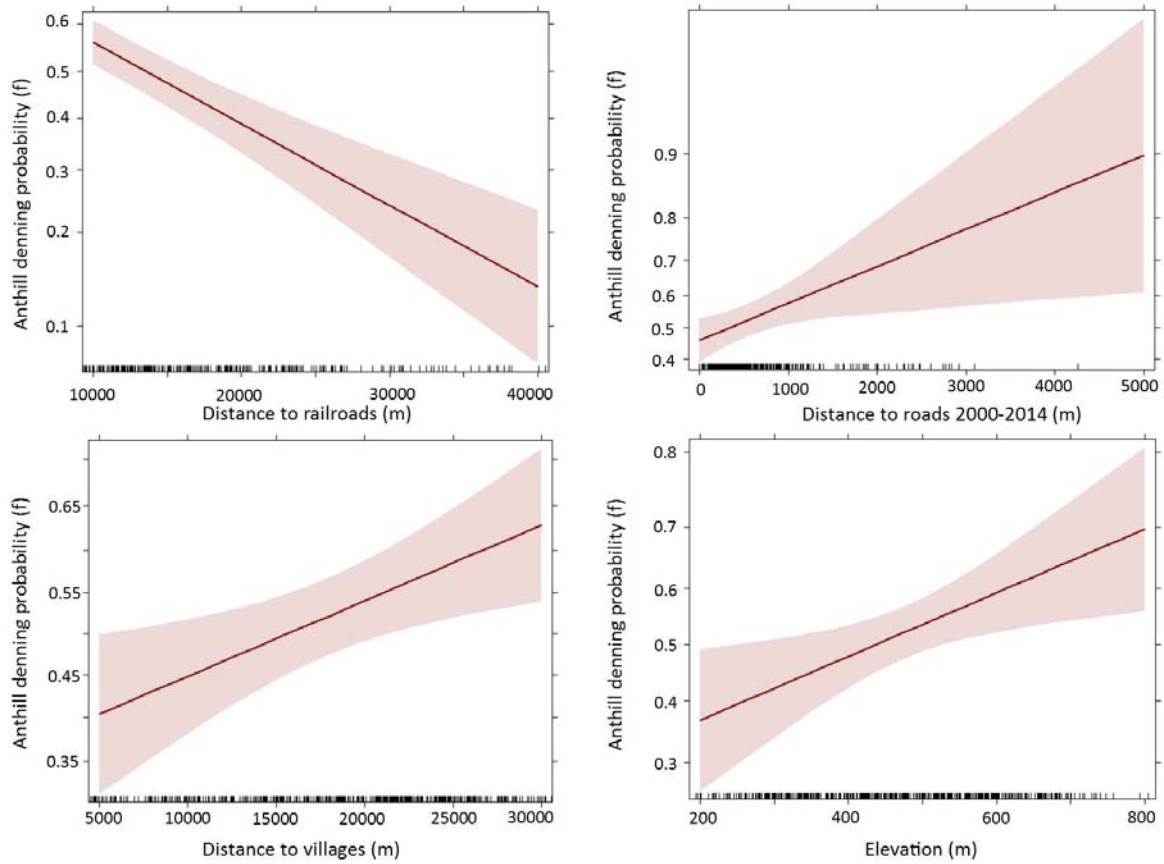 Anthill denning probability (f)
0.6
0.5
0.4
0.3
0.2
0.1
10000 20000 30000 40000
Distance to railroads (m)
Anthill denning probability (f)
0.9
0.8
0.7
0.6
0.5
0.4
0 1000 2000 3000 4000 5000
Distance to roads 2000-2014 (m)
Anthill denning probability (f)
0.65
0.55
0.45
0.35
5000 10000 15000 20000 25000 30000
Distance to villages (m)
Anthill denning probability (f)
0.8
0.7
0.6
0.5
0.4
0.3
200 400 600 800
Elevation (m)